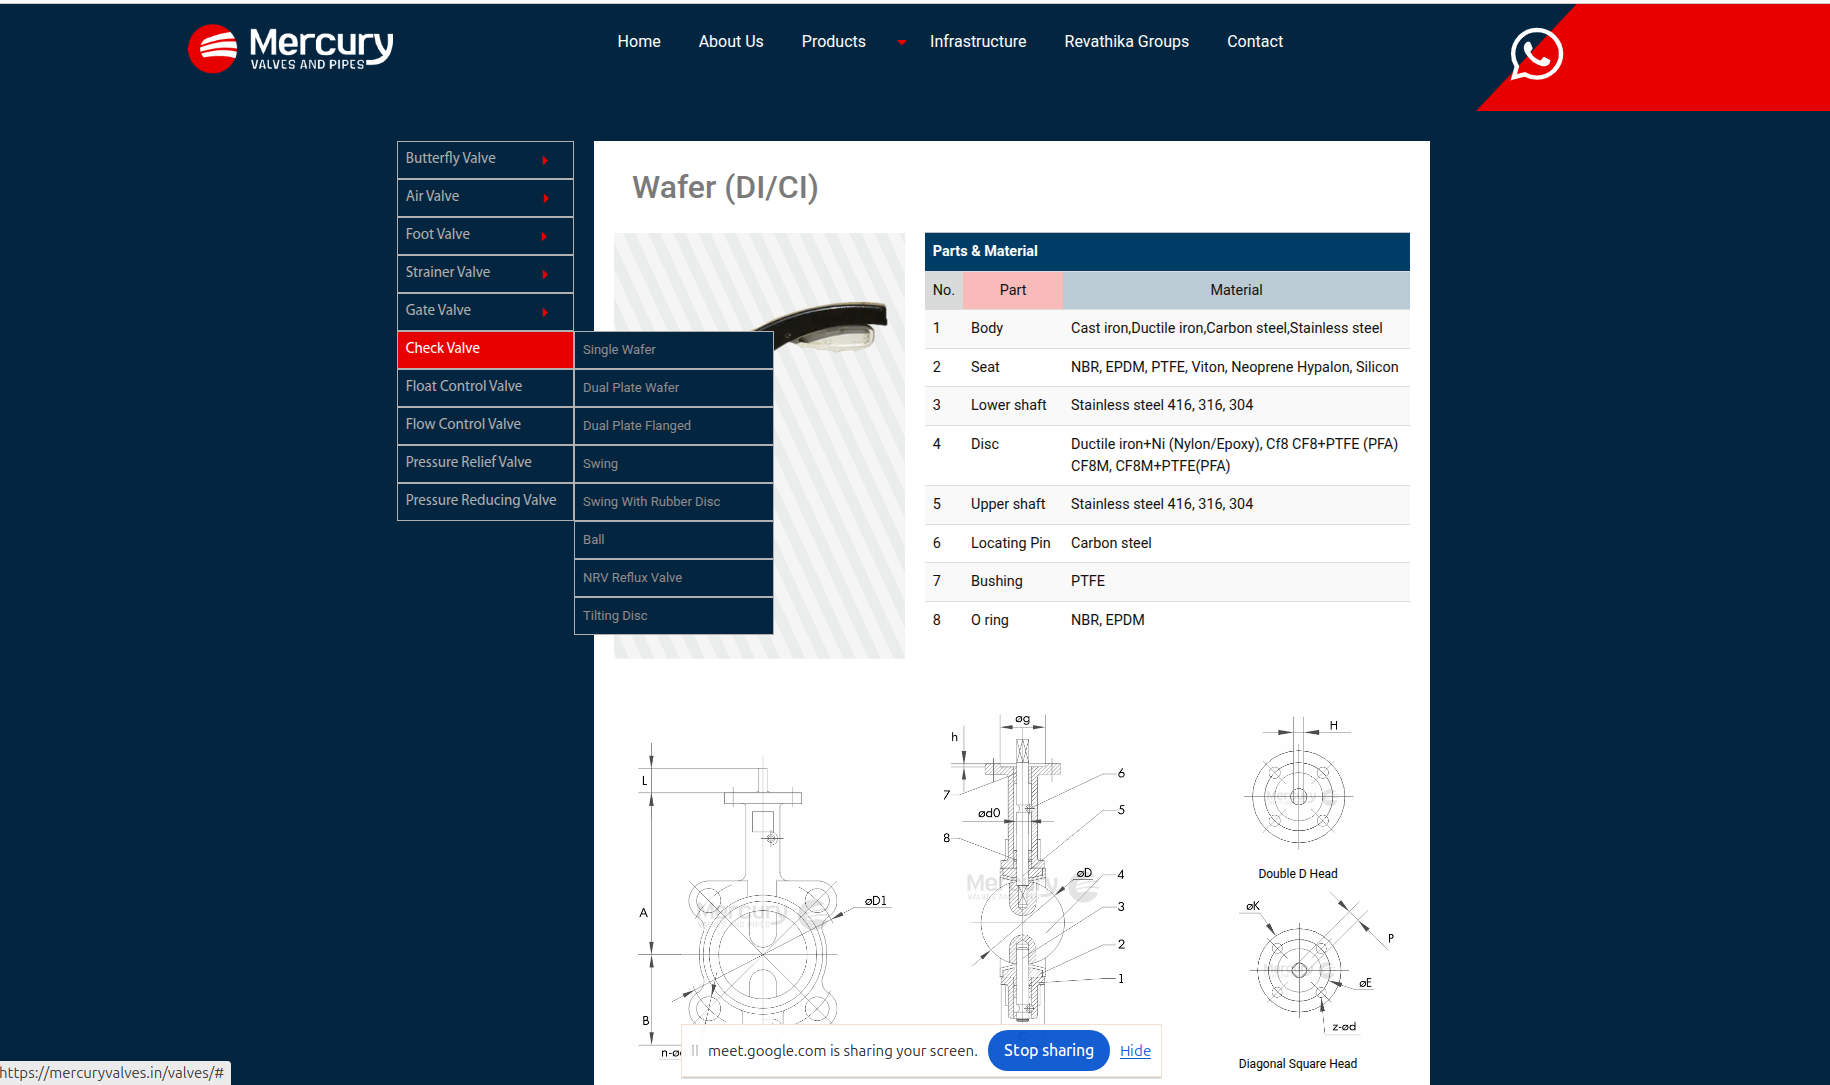 Mercury
VALVES AND PIPES
Home
About Us
Products
Infrastructure
Revathika Groups
Contact
Butterfly Valve
Air Valve
Foot Valve
Strainer Valve
Gate Valve
Check Valve
Float Control Valve
Flow Control Valve
Pressure Relief Valve
Pressure Reducing Valve
Single Wafer
Dual Plate Wafer
Dual Plate Flanged
Swing
Swing With Rubber Disc
Ball
NRV Reflux Valve
Tilting Disc
Wafer (DI/CI)
Parts & Material
No. Part Material
1 Body Cast iron,Ductile iron,Carbon steel,Stainless steel
2 Seat NBR, EPDM, PTFE, Viton, Neoprene Hypalon, Silicon
3 Lower shaft Stainless steel 416, 316, 304
4 Disc Ductile iron+Ni (Nylon/Epoxy), Cf8 CF8+PTFE (PFA)
CF8M, CF8M+PTFE(PFA)
5 Upper shaft Stainless steel 416, 316, 304
6 Locating Pin Carbon steel
7 Bushing PTFE
8 O ring NBR, EPDM
L
A
B
øD1
Mercury
VALVES AND PIPES
øg
h
7
ød0
8
øD
6
5
4
3
2
1
H
Mercury
Double D Head
øK
P
øE
z-ød
Diagonal Square Head
meet.google.com is sharing your screen.
Stop sharing
Hide
https://mercuryvalves.in/valves/#